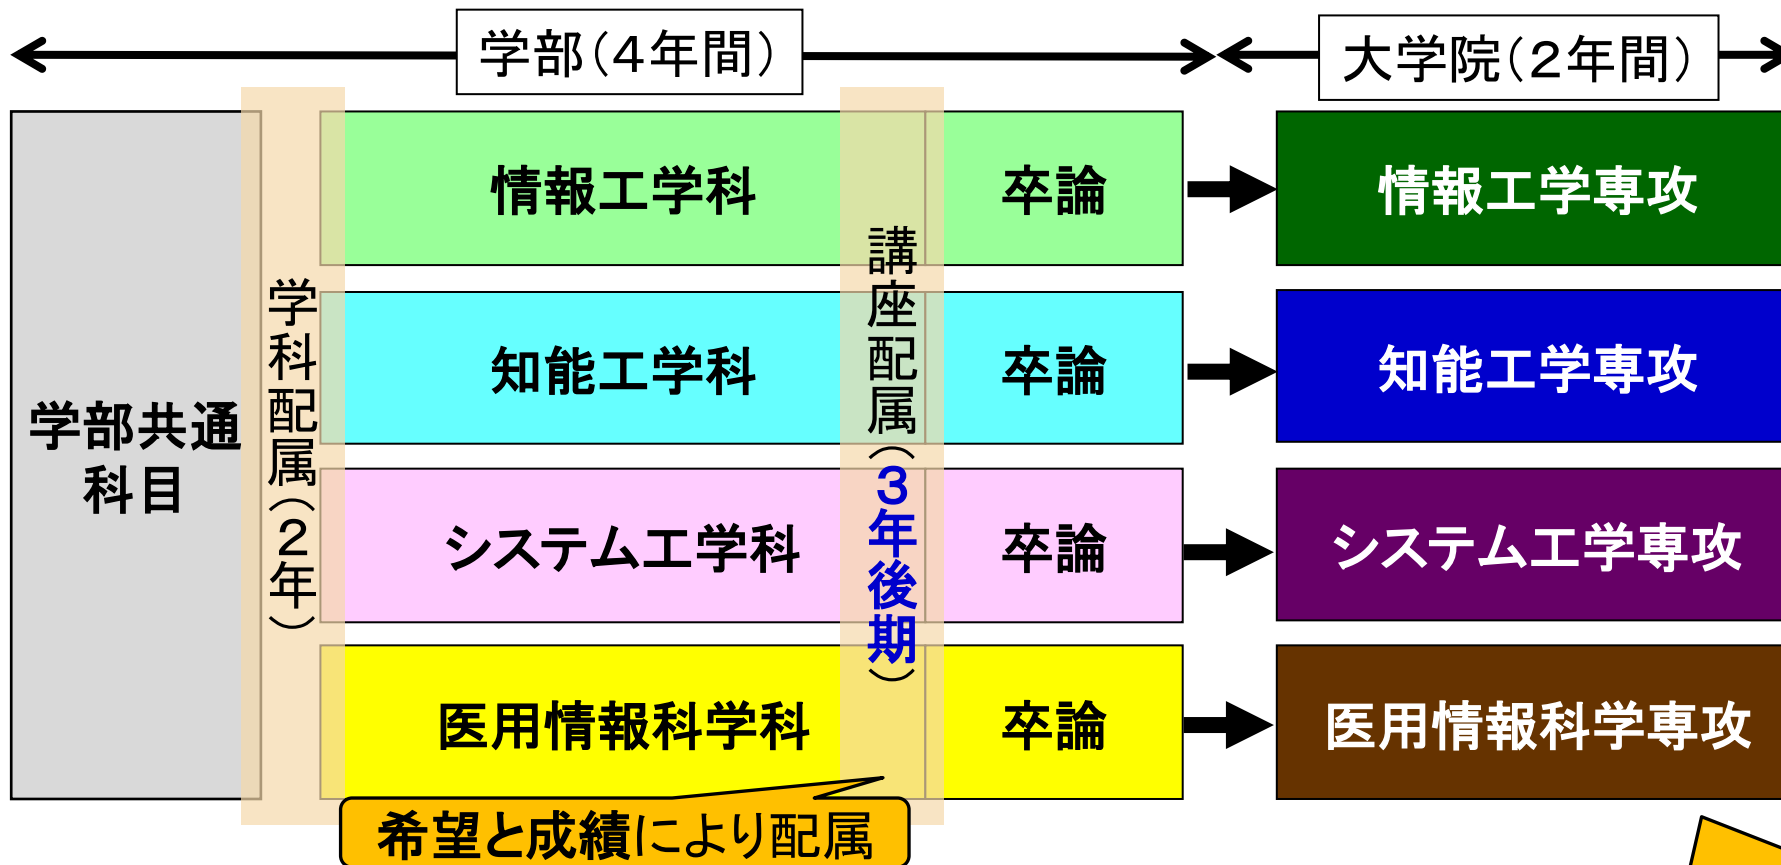 学部（４年間）
大学院（２年間）
学部共通
科目
学科配属（２年）
情報工学科
卒論
情報工学専攻
知能工学科
卒論
知能工学専攻
システム工学科
卒論
システム工学専攻
医用情報科学科
卒論
医用情報科学専攻
講座配属（３年後期）
希望と成績により配属